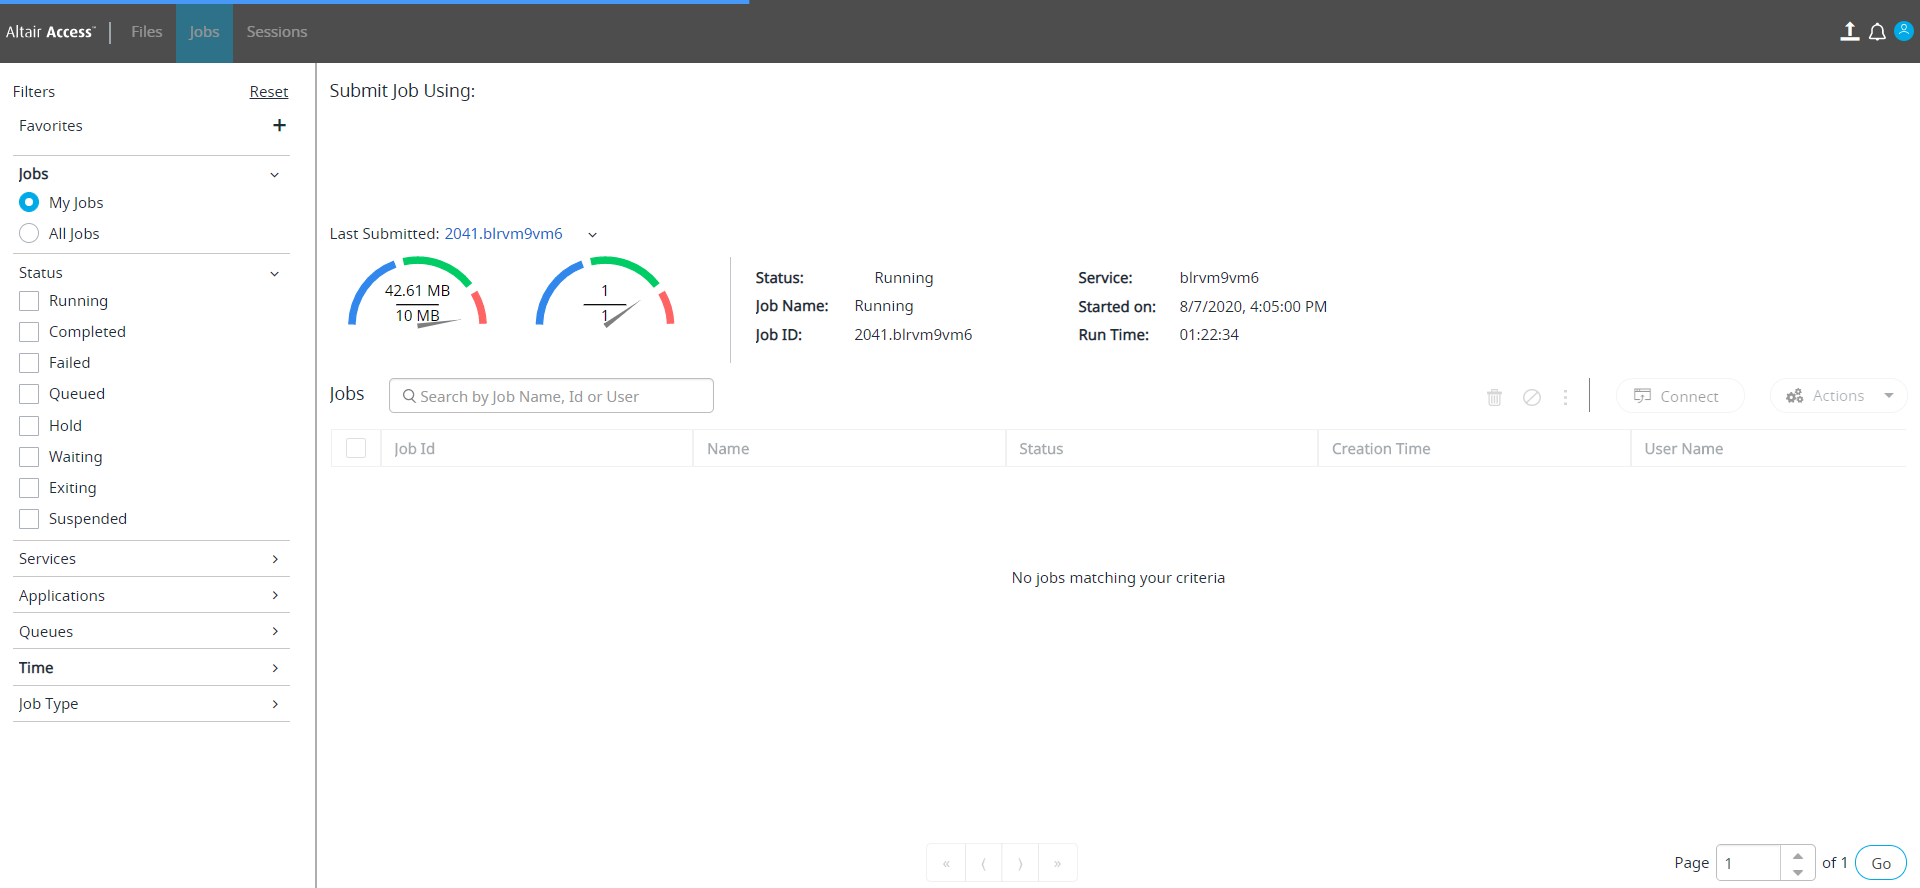 Altair Access™ Files Jobs Sessions
Filters Reset
Favorites
Jobs
My Jobs
All Jobs
Status
Running
Completed
Failed
Queued
Hold
Waiting
Exiting
Suspended
Services
Applications
Queues
Time
Job Type
Submit Job Using:
Last Submitted: 2041.blrvm9vm6
42.61 MB
10 MB
1
1
Status: Running
Job Name: Running
Job ID: 2041.blrvm9vm6
Service: blrvm9vm6
Started on: 8/7/2020, 4:05:00 PM
Run Time: 01:22:34
Jobs Search by Job Name, Id or User Connect Actions
Job Id Name Status Creation Time User Name
No jobs matching your criteria
« ⟨ ⟩ » Page 1 of 1 Go